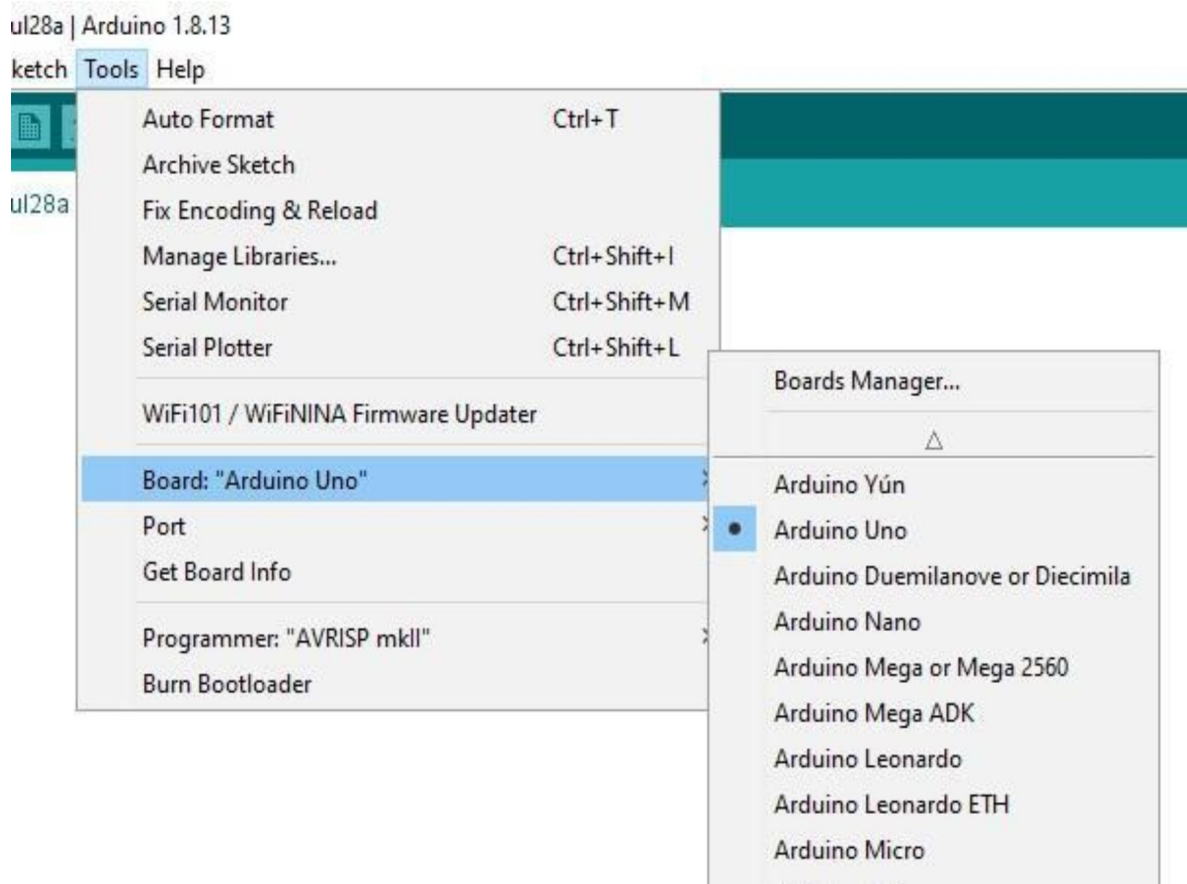 ul28a | Arduino 1.8.13
ketch Tools Help
Auto Format Ctrl+T
Archive Sketch
ul28a
Fix Encoding & Reload
Manage Libraries... Ctrl+Shift+I
Serial Monitor Ctrl+Shift+M
Serial Plotter Ctrl+Shift+L
WiFi101 / WiFiNINA Firmware Updater
Board: "Arduino Uno"
Port
Get Board Info
Programmer: "AVRISP mkII"
Burn Bootloader
Boards Manager...
Arduino Yún
Arduino Uno
Arduino Duemilanove or Diecimila
Arduino Nano
Arduino Mega or Mega 2560
Arduino Mega ADK
Arduino Leonardo
Arduino Leonardo ETH
Arduino Micro